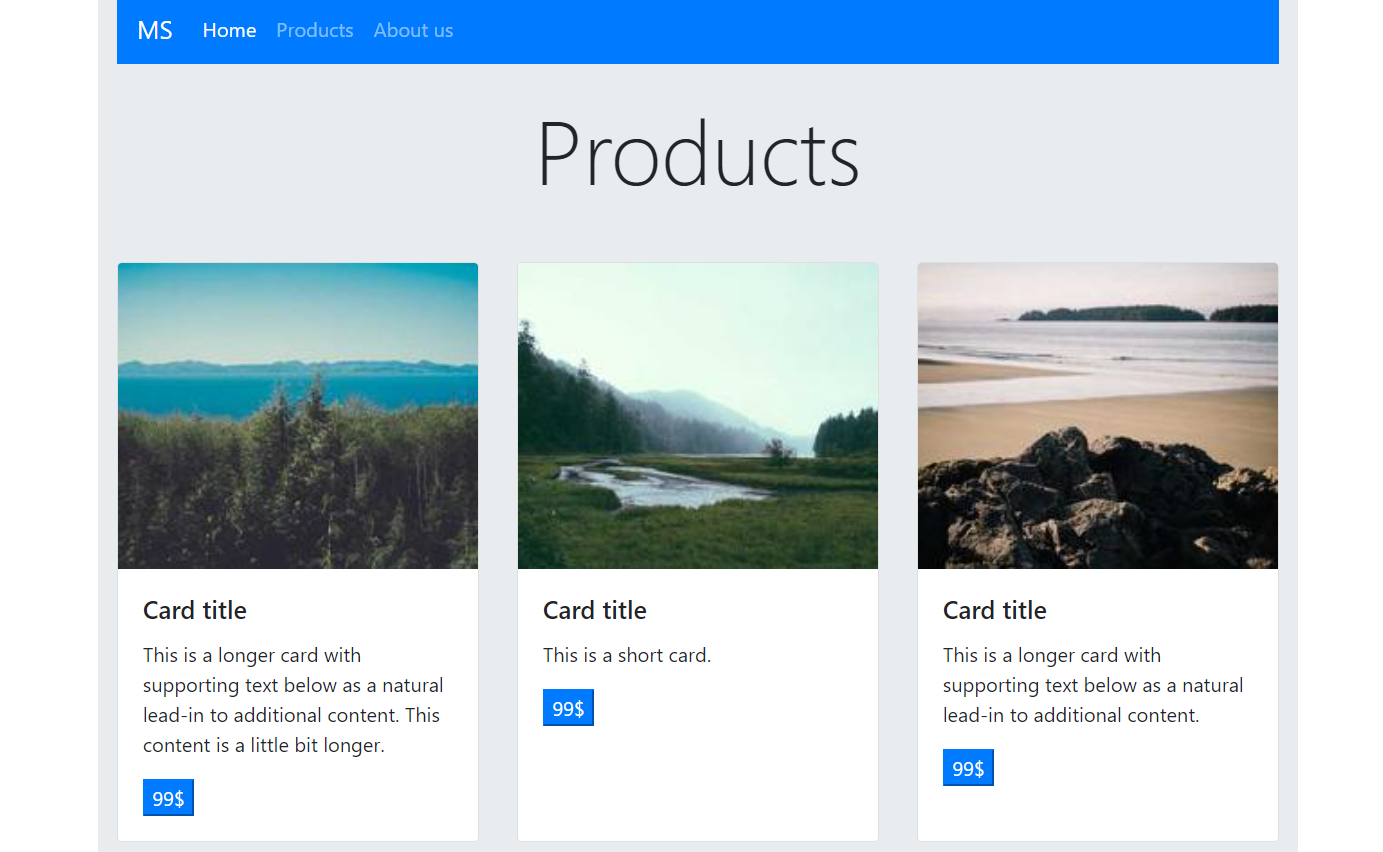 MS Home Products About us
Products
Card title
This is a longer card with
supporting text below as a natural
lead-in to additional content. This
content is a little bit longer.
99$
Card title
This is a short card.
99$
Card title
This is a longer card with
supporting text below as a natural
lead-in to additional content.
99$